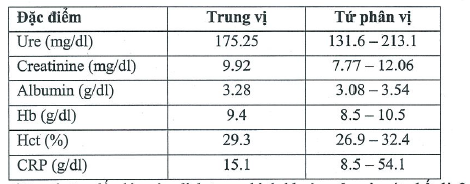 Đặc điểm Trung vị Tứ phân vị
Ure (mg/dl) 175.25 131.6 – 213.1
Creatinine (mg/dl) 9.92 7.77 – 12.06
Albumin (g/dl) 3.28 3.08 – 3.54
Hb (g/dl) 9.4 8.5 – 10.5
Hct (%) 29.3 26.9 – 32.4
CRP (g/dl) 15.1 8.5 – 54.1